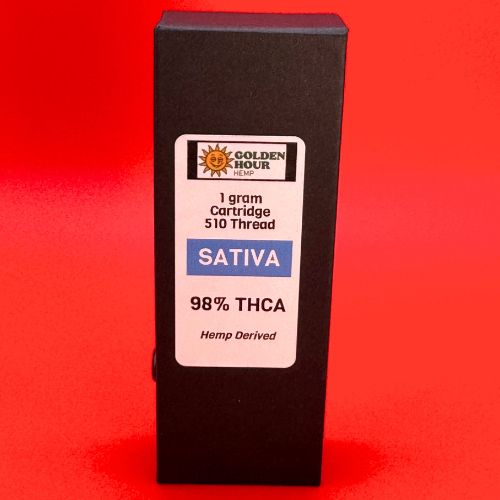 GOLDEN
HOUR
HEMP
1 gram
Cartridge
510 Thread
SATIVA
98% THCA
Hemp Derived